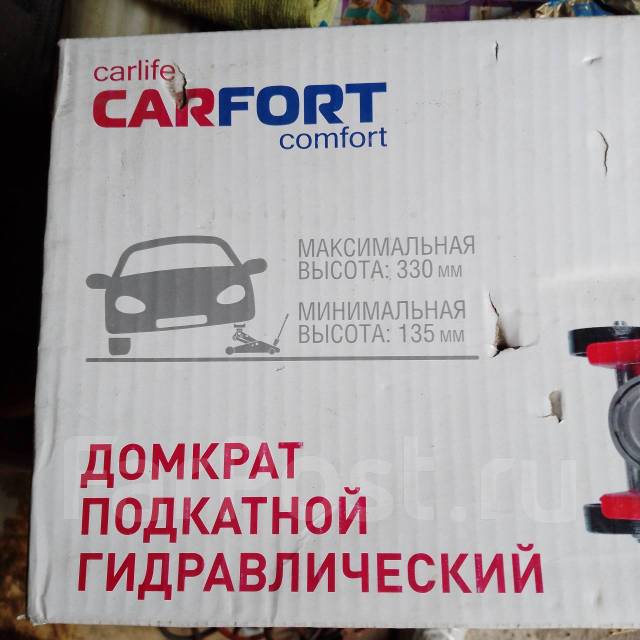 carlife
CARFORT
comfort
МАКСИМАЛЬНАЯ
ВЫСОТА: 330 мм
МИНИМАЛЬНАЯ
ВЫСОТА: 135 мм
ДОМКРАТ
ПОДКАТНОЙ
ГИДРАВЛИЧЕСКИЙ